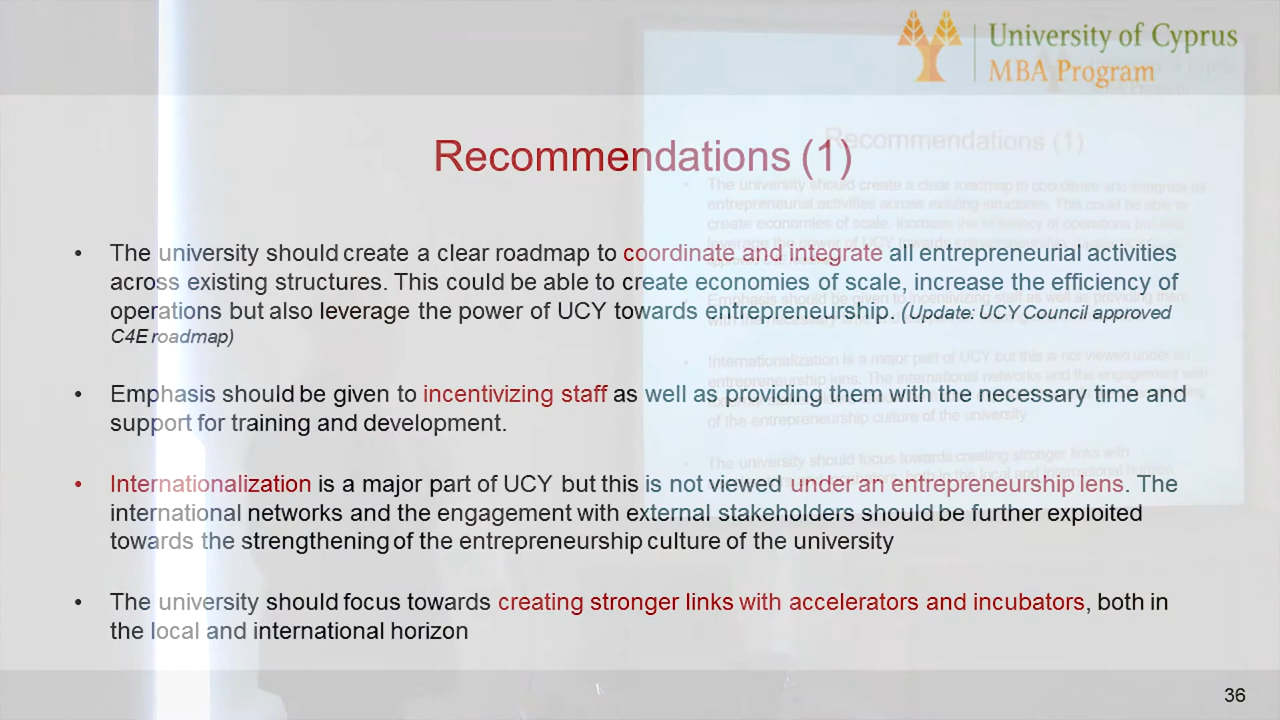 University of Cyprus
MBA Program
Recommendations (1)
• The university should create a clear roadmap to coordinate and integrate all entrepreneurial activities
across existing structures. This could be able to create economies of scale, increase the efficiency of
operations but also leverage the power of UCY towards entrepreneurship. (Update: UCY Council approved
C4E roadmap)
• Emphasis should be given to incentivizing staff as well as providing them with the necessary time and
support for training and development.
• Internationalization is a major part of UCY but this is not viewed under an entrepreneurship lens. The
international networks and the engagement with external stakeholders should be further exploited
towards the strengthening of the entrepreneurship culture of the university
• The university should focus towards creating stronger links with accelerators and incubators, both in
the local and international horizon
36